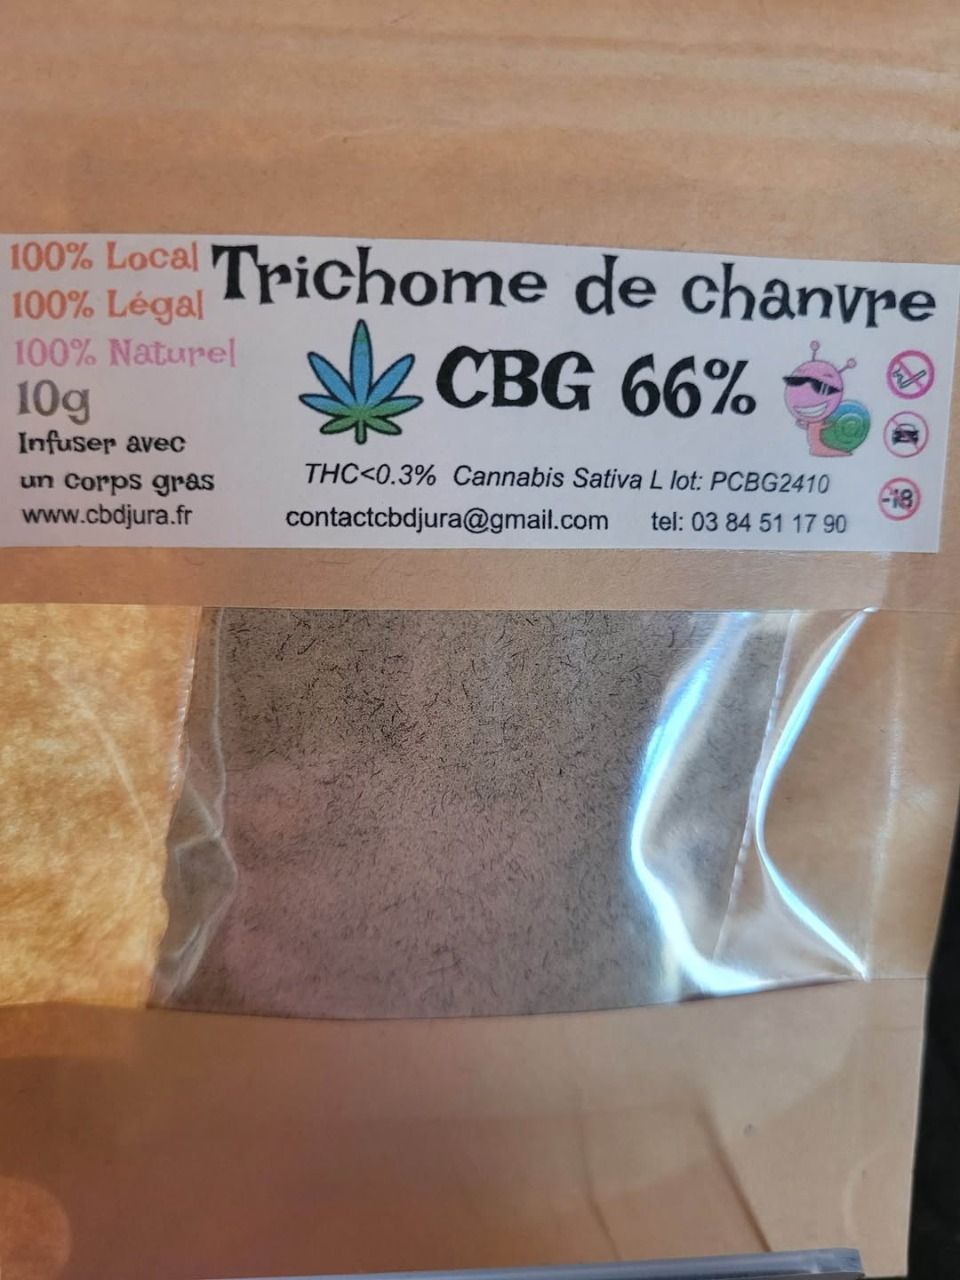 100% Local
100% Légal
100% Naturel
10g
Infuser avec
un corps gras
www.cbdjura.fr
Trichome de chanvre
CBG 66%
THC<0.3% Cannabis Sativa L lot: PCBG2410
contactcbdjura@gmail.com tel: 03 84 51 17 90
-18